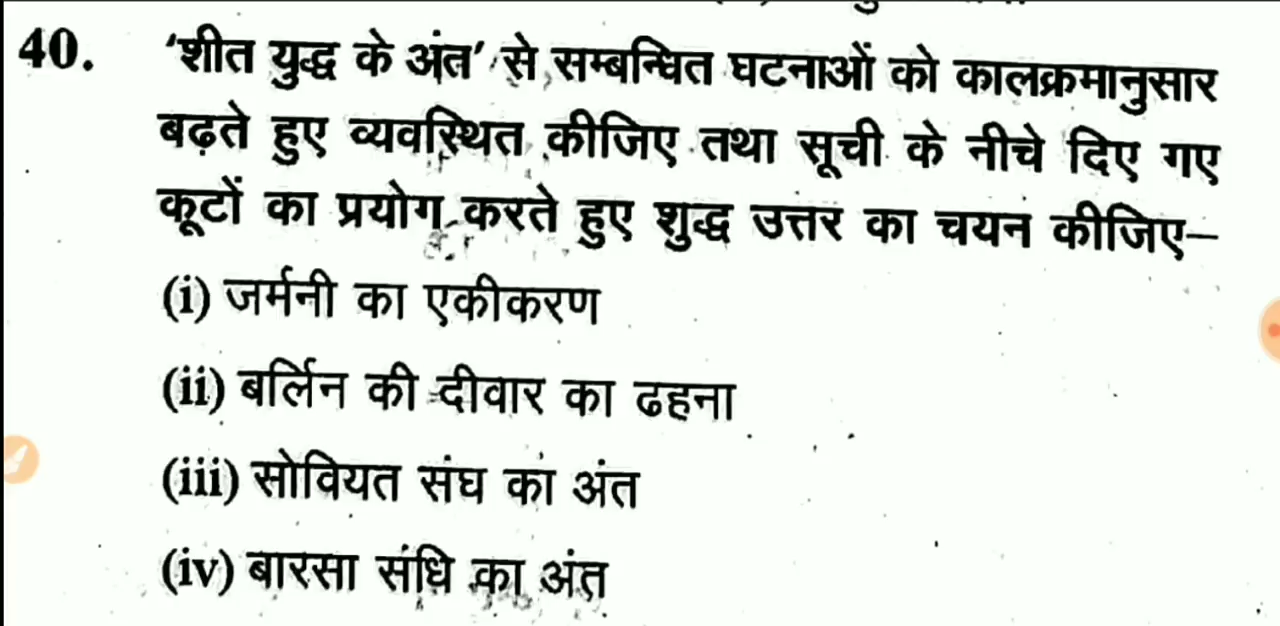 40. 'शीत युद्ध के अंत' से सम्बन्धित घटनाओं को कालक्रमानुसार
बढ़ते हुए व्यवस्थित कीजिए तथा सूची के नीचे दिए गए
कूटों का प्रयोग करते हुए शुद्ध उत्तर का चयन कीजिए–
(i) जर्मनी का एकीकरण
(ii) बर्लिन की दीवार का ढहना
(iii) सोवियत संघ का अंत
(iv) बारसा संधि का अंत